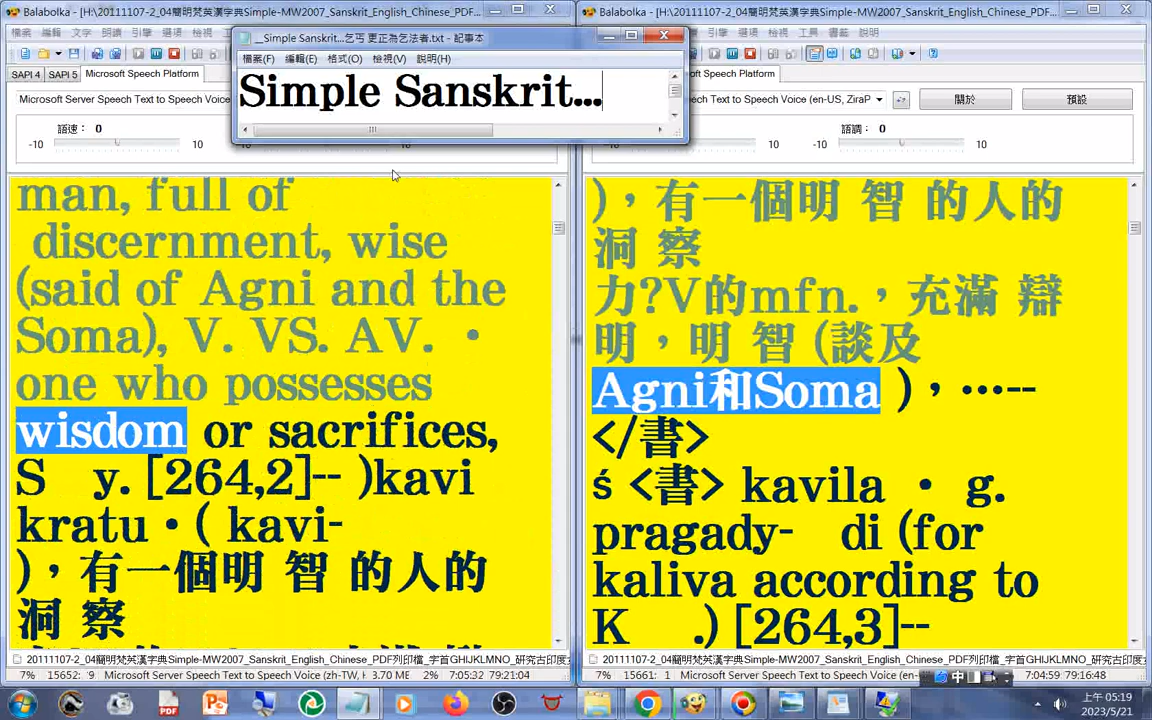 Balabolka - [H:\20111107-2_04簡明梵英漢字典Simple-MW2007_Sanskrit_English_Chinese_PDF...
Balabolka - [H:\20111107-2_04簡明梵英漢字典Simple-MW2007_Sanskrit_English_Chinese_PDF...
__Simple Sanskrit...乞丐 更正為乞法者.txt - 記事本
檔案(F) 編輯(E) 格式(O) 檢視(V) 說明(H)
Simple Sanskrit...
SAPI 4 SAPI 5 Microsoft Speech Platform
Microsoft Server Speech Text to Speech Voice
ech Text to Speech Voice (en-US, ZiraP
關於
預設
語速： 0
-10
10
語調： 0
-10
10
man, full of
discernment, wise
(said of Agni and the
Soma), V. VS. AV. •
one who possesses
wisdom or sacrifices,
S y. [264,2]-- )kavi
kratu • ( kavi-
)，有一個明 智 的人的
洞 察
)，有一個明 智 的人的
洞 察
力?V的mfn.，充滿 辯
明，明 智 (談及
Agni和Soma )，…--
</書>
ś <書> kavila • g.
pragady- di (for
kaliva according to
K .) [264,3]--
20111107-2_04簡明梵英漢字典Simple-MW2007_Sanskrit_English_Chinese_PDF列印檔_字首GHIJKLMNO_研究古印度
20111107-2_04簡明梵英漢字典Simple-MW2007_Sanskrit_English_Chinese_PDF列印檔_字首GHIJKLMNO_研究古印度
7% 15652: '9 Microsoft Server Speech Text to Speech Voice (zh-TW, H 3.70 ME 2% 7:05:32 79:21:04
7% 15661: 1 Microsoft Server Speech Text to Speech Voice 7:04:59 79:16:48
中
上午 05:19
2023/5/21